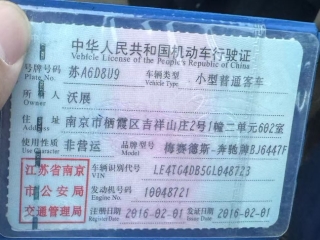 中华人民共和国机动车行驶证
Vehicle License of the People's Republic of China
号牌号码 苏A6D8U9 车辆类型 小型普通客车
Plate No. Vehicle Type
所有人 沃展
Owner
住址 南京市栖霞区吉祥山庄2号1幢二单元602室
Address
使用性质 非营运 品牌型号 梅赛德斯-奔驰牌BJ6447F
Use Character Model
江苏省南京
市公安局
交通管理局
车辆识别代号 LE4TG4DB5GL048723
VIN
发动机号码 10048721
Engine No.
注册日期 2016-02-01 发证日期 2016-02-01
Register Date Issue Date